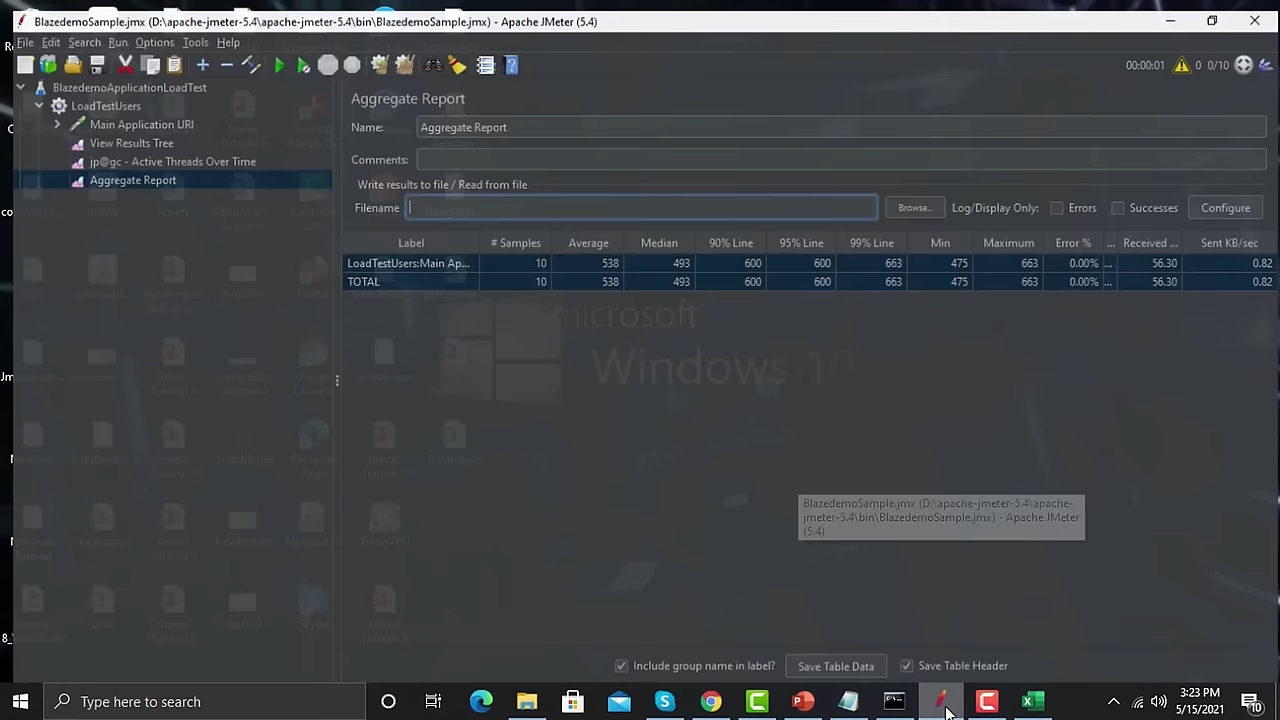 BlazedemoSample.jmx (D:\apache-jmeter-5.4\apache-jmeter-5.4\bin\BlazedemoSample.jmx) - Apache JMeter (5.4)
File Edit Search Run Options Tools Help
00:00:01 0 0/10
BlazedemoApplicationLoadTest
LoadTestUsers
Main Application URI
View Results Tree
jp@gc - Active Threads Over Time
Aggregate Report
Aggregate Report
Name: Aggregate Report
Comments:
Write results to file / Read from file
Filename Browse... Log/Display Only: Errors Successes Configure
Label # Samples Average Median 90% Line 95% Line 99% Line Min Maximum Error % ... Received ... Sent KB/sec
LoadTestUsers:Main Ap... 10 538 493 600 600 663 475 663 0.00% ... 56.30 0.82
TOTAL 10 538 493 600 600 663 475 663 0.00% ... 56.30 0.82
microsoft
Windows 10
BlazedemoSample.jmx (D:\apache-jmeter-5.4\apache-
jmeter-5.4\bin\BlazedemoSample.jmx) - Apache JMeter
(5.4)
Include group name in label? Save Table Data Save Table Header
Type here to search
3:23 PM
5/15/2021
10